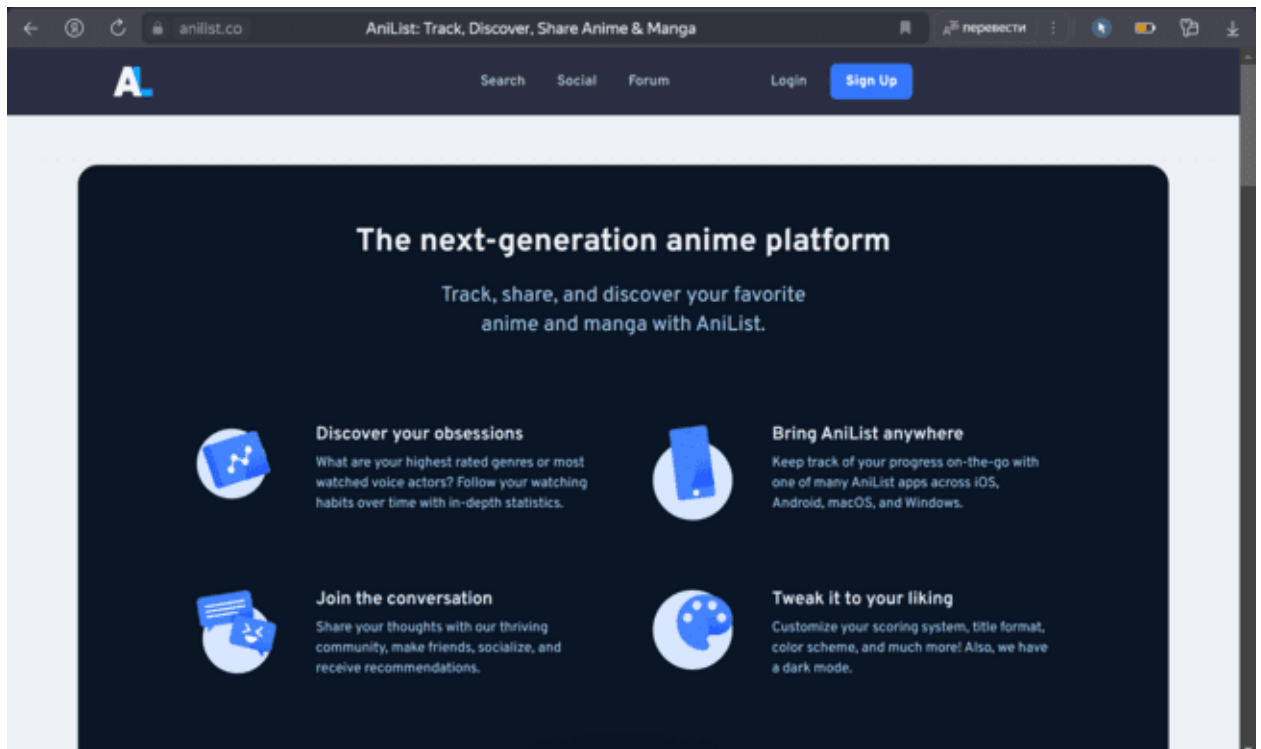 anilist.co AniList: Track, Discover, Share Anime & Manga перевести
AL Search Social Forum Login Sign Up
The next-generation anime platform
Track, share, and discover your favorite
anime and manga with AniList.
Discover your obsessions
What are your highest rated genres or most
watched voice actors? Follow your watching
habits over time with in-depth statistics.
Bring AniList anywhere
Keep track of your progress on-the-go with
one of many AniList apps across iOS,
Android, macOS, and Windows.
Join the conversation
Share your thoughts with our thriving
community, make friends, socialize, and
receive recommendations.
Tweak it to your liking
Customize your scoring system, title format,
color scheme, and much more! Also, we have
a dark mode.